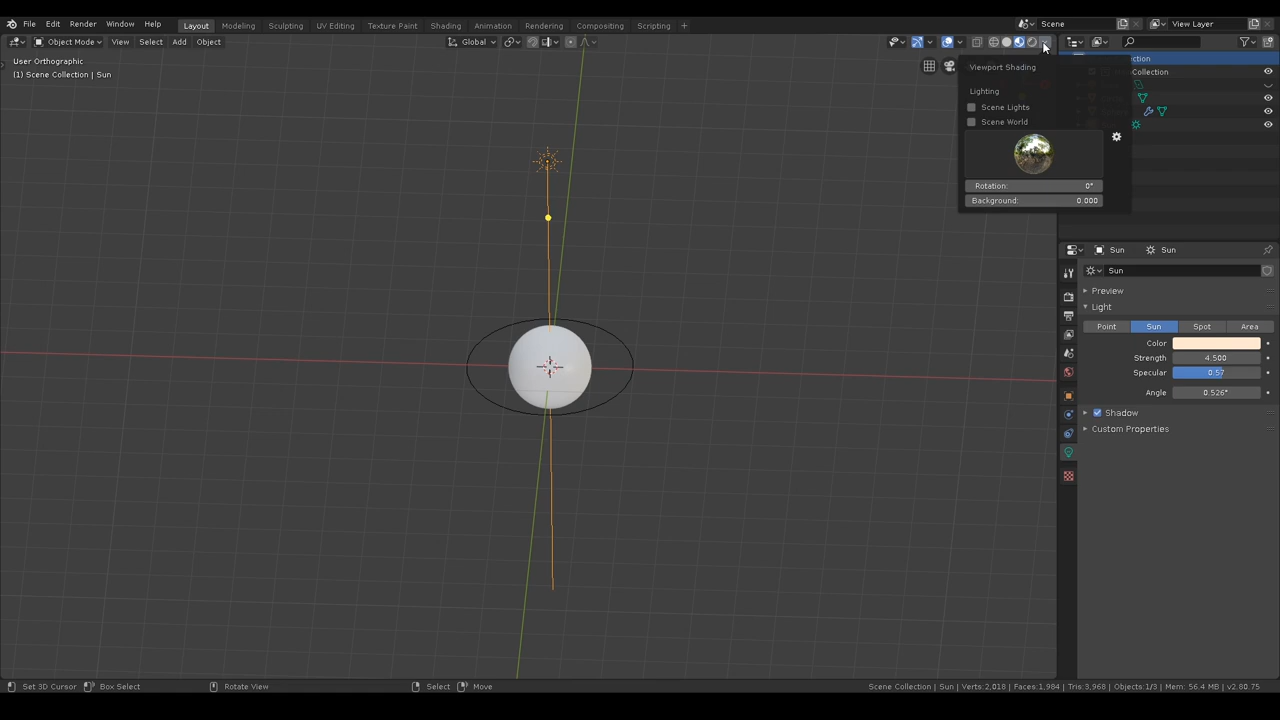 File Edit Render Window Help
Layout Modeling Sculpting UV Editing Texture Paint Shading Animation Rendering Compositing Scripting +
Scene
View Layer
Object Mode View Select Add Object
Global
User Orthographic
(1) Scene Collection | Sun
Viewport Shading
Lighting
Scene Lights
Scene World
Rotation: 0°
Background: 0.000
Sun Sun
Sun
Preview
Light
Point Sun Spot Area
Color
Strength 4.500
Specular 0.57
Angle 0.526°
Shadow
Custom Properties
Set 3D Cursor Box Select Rotate View Select Move
Scene Collection | Sun | Verts:2,018 | Faces:1,984 | Tris:3,968 | Objects:1/3 | Mem: 56.4 MB | v2.80.75